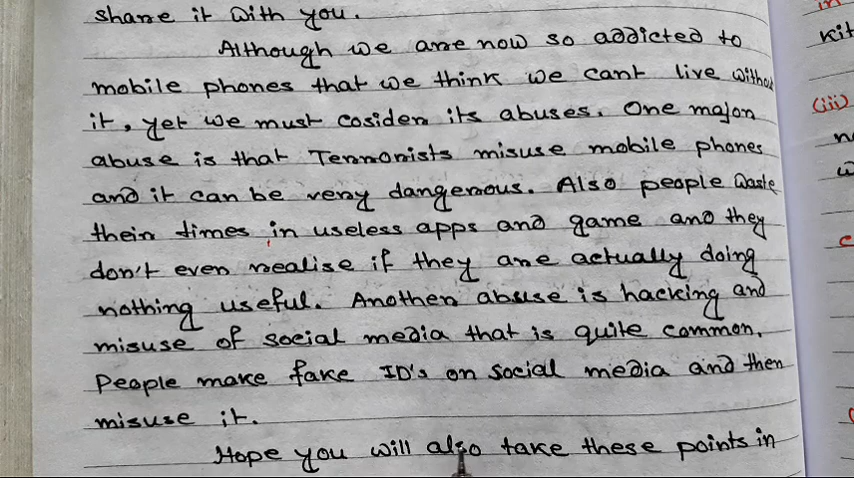 share it with you.
Although we are now so addicted to
mobile phones that we think we cant live witho
it, yet we must cosider its abuses. One major
abuse is that Terrorists misuse mobile phones
and it can be very dangerous. Also people waste
their times in useless apps and game and they
don't even realise if they are actually doing
nothing useful. Another abuse is hacking and
misuse of social media that is quite common.
People make fake ID's on social media and then
misuse it.
Hope you will also take these points in
kit
(iii)